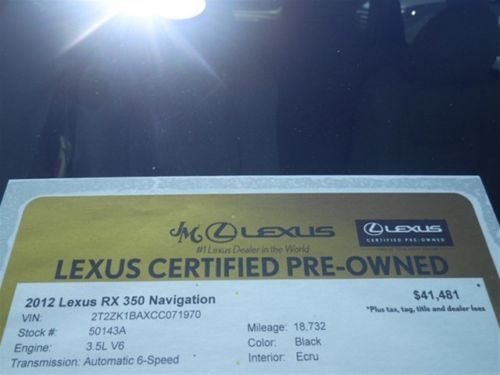 JM LEXUS
#1 Lexus Dealer in the World
LEXUS
CERTIFIED PRE-OWNED
LEXUS CERTIFIED PRE-OWNED
2012 Lexus RX 350 Navigation
$41,481
*Plus tax, tag, title and dealer fees
VIN: 2T2ZK1BAXCC071970
Stock #: 50143A
Engine: 3.5L V6
Transmission: Automatic 6-Speed
Mileage: 18,732
Color: Black
Interior: Ecru